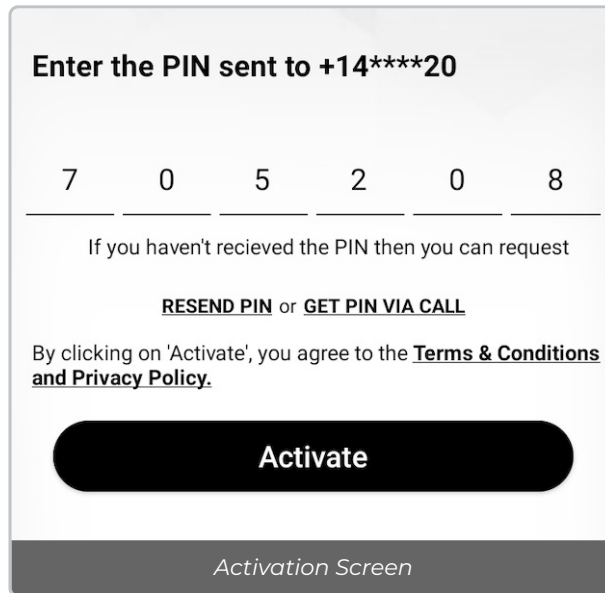 Enter the PIN sent to +14****20
7 0 5 2 0 8
If you haven't recieved the PIN then you can request
RESEND PIN or GET PIN VIA CALL
By clicking on 'Activate', you agree to the Terms & Conditions
and Privacy Policy.
Activate
Activation Screen